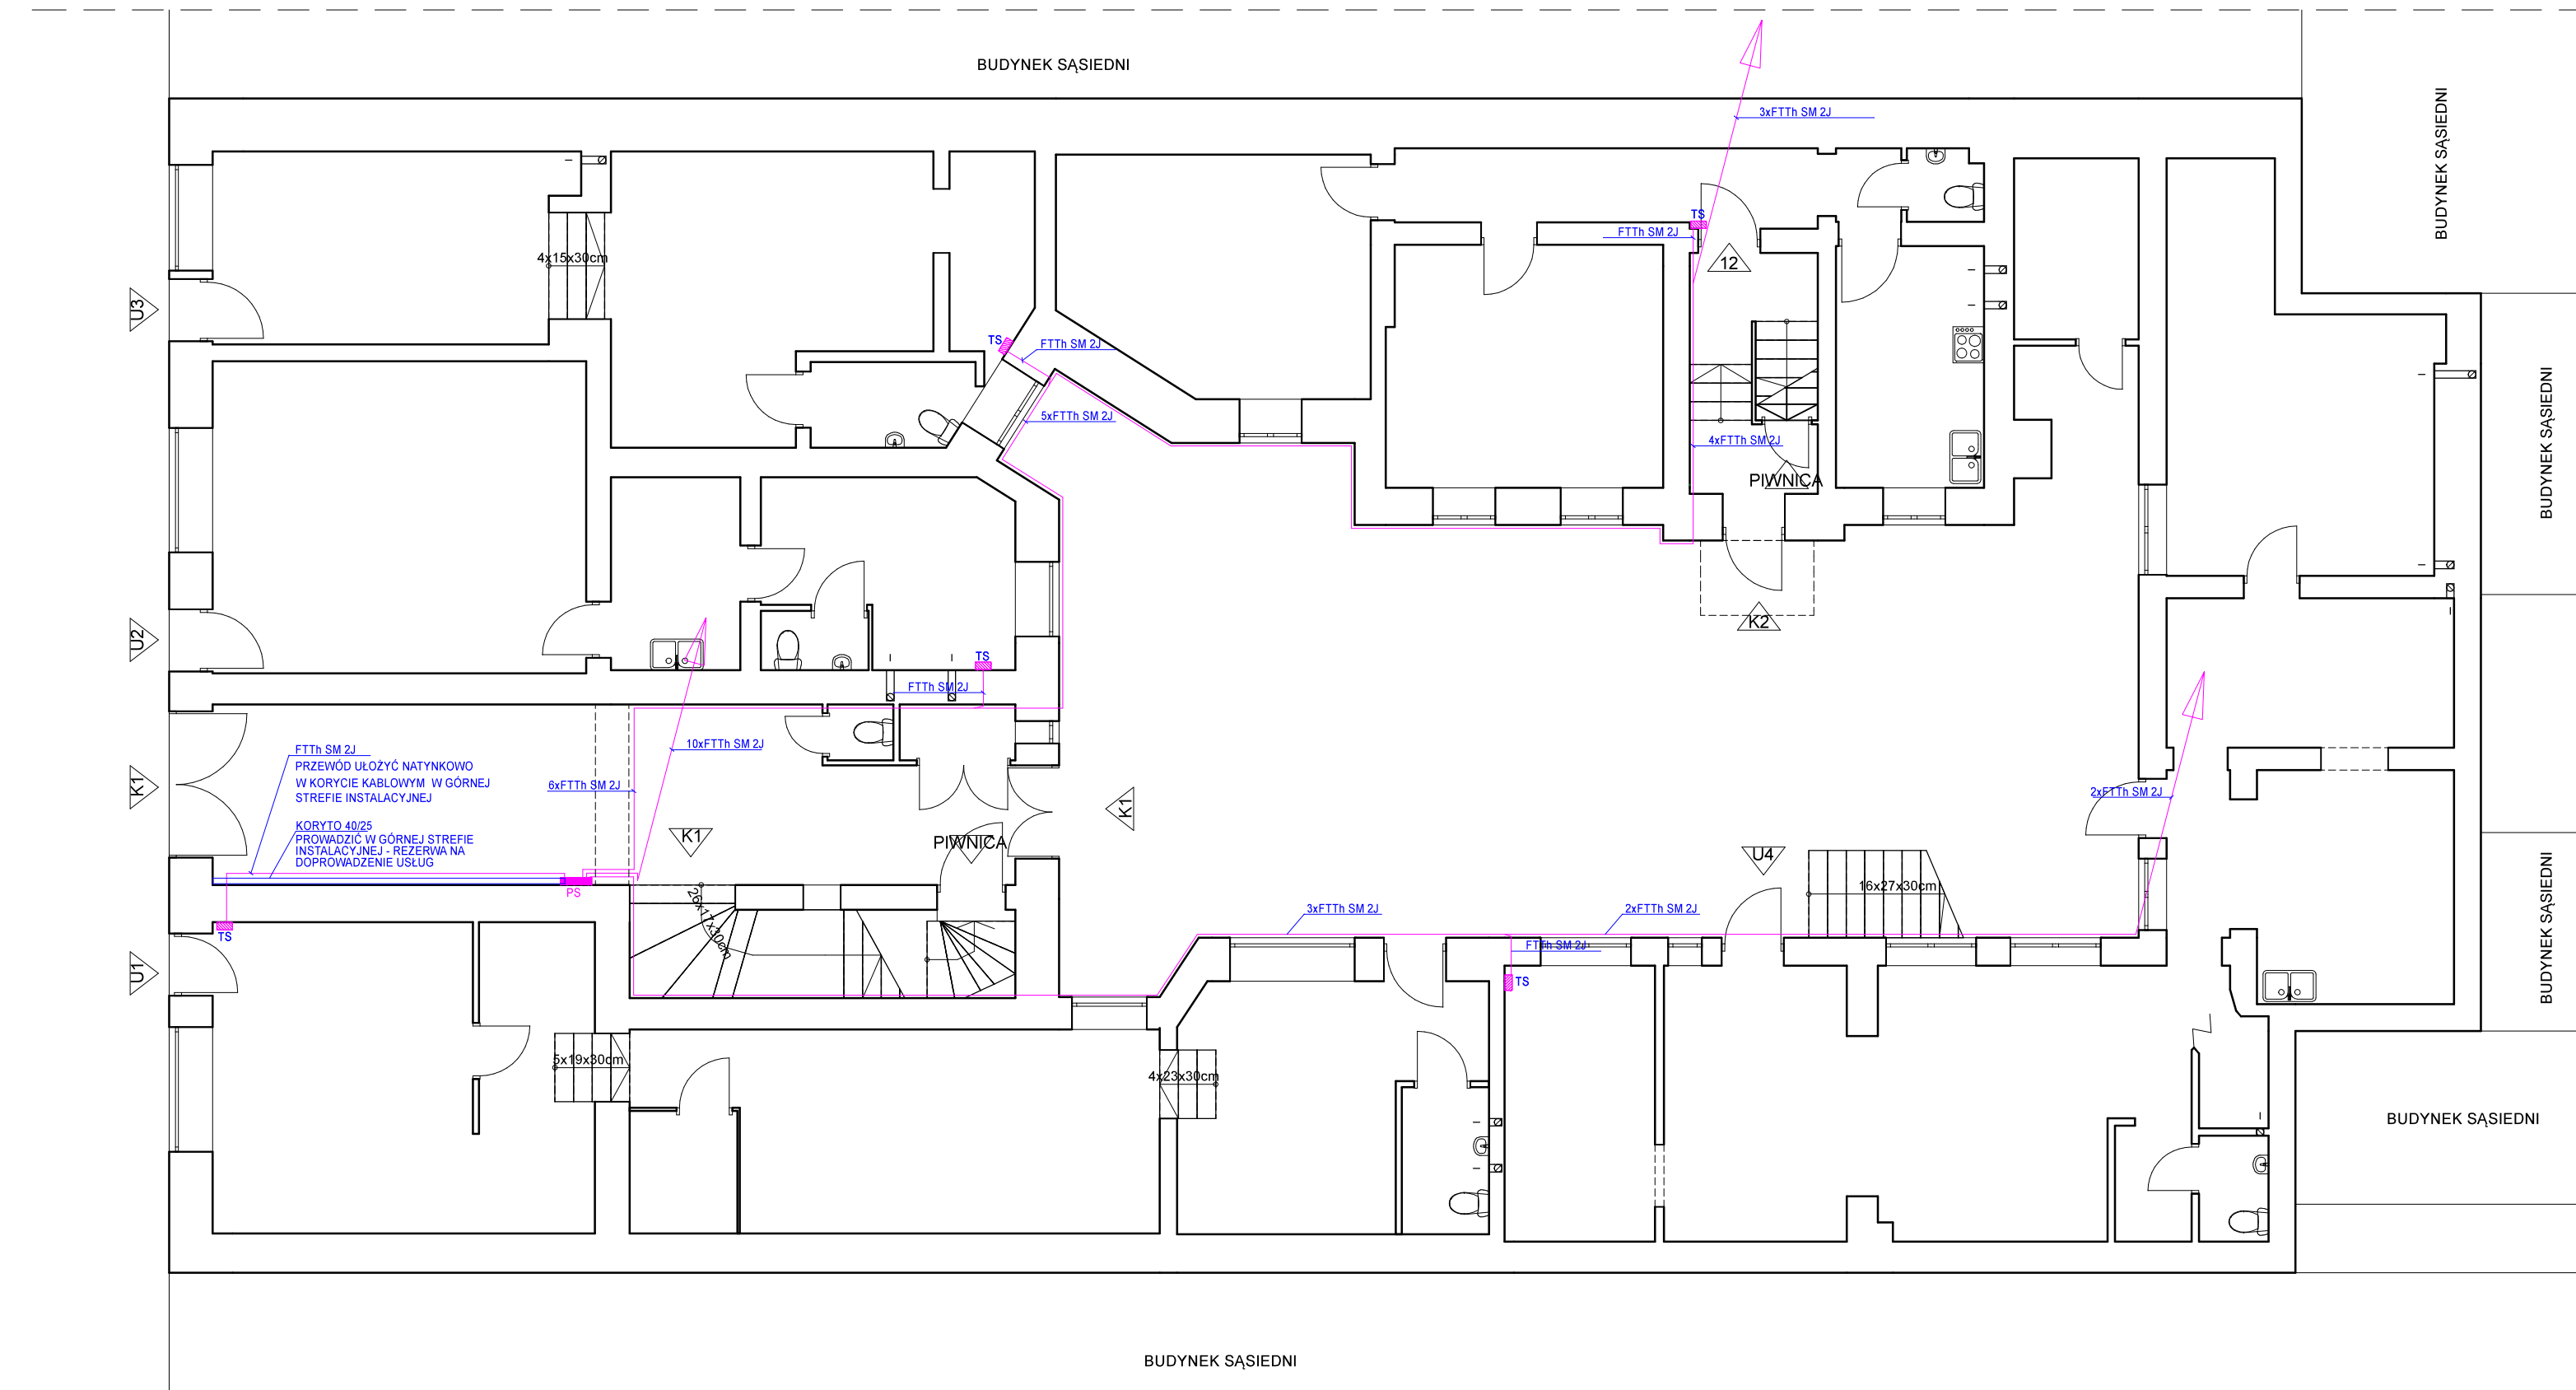 BUDYNEK SĄSIEDNI
BUDYNEK SĄSIEDNI
3xFTTh SM 2J
TS
FTTh SM 2J
12
4x15x30cm
U3
TS
FTTh SM 2J
5xFTTh SM 2J
4xFTTh SM 2J
PIWNICA
BUDYNEK SĄSIEDNI
K2
U2
TS
FTTh SM 2J
10xFTTh SM 2J
6xFTTh SM 2J
FTTh SM 2J
PRZEWÓD UŁOŻYĆ NATYNKOWO
W KORYCIE KABLOWYM W GÓRNEJ
STREFIE INSTALACYJNEJ
KORYTO 40/25
PROWADZIĆ W GÓRNEJ STREFIE
INSTALACYJNEJ - REZERWA NA
DOPROWADZENIE USŁUG
K1
K1
K1
PIWNICA
2xFTTh SM 2J
U4
16x27x30cm
PS
26x17x30cm
TS
U1
3xFTTh SM 2J
2xFTTh SM 2J
FTTh SM 2J
TS
BUDYNEK SĄSIEDNI
5x19x30cm
4x23x30cm
BUDYNEK SĄSIEDNI
BUDYNEK SĄSIEDNI